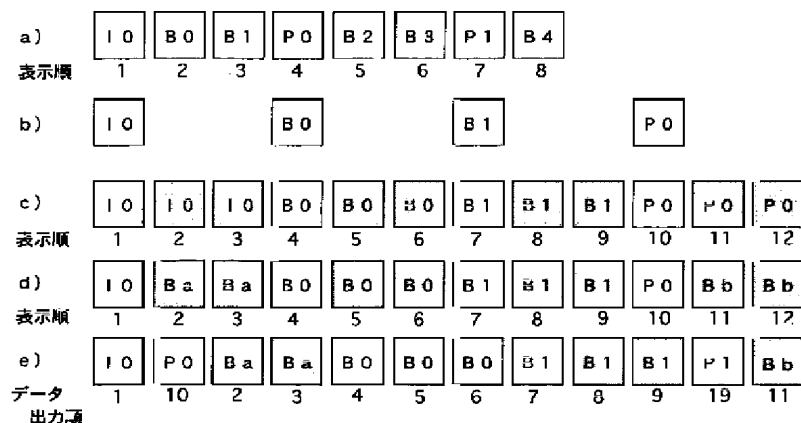 a) I0 B0 B1 P0 B2 B3 P1 B4
表示順 1 2 3 4 5 6 7 8
b) I0 B0 B1 P0
c) I0 I0 I0 B0 B0 B0 B1 B1 B1 P0 P0 P0
表示順 1 2 3 4 5 6 7 8 9 10 11 12
d) I0 Ba Ba B0 B0 B0 B1 B1 B1 P0 Bb Bb
表示順 1 2 3 4 5 6 7 8 9 10 11 12
e) I0 P0 Ba Ba B0 B0 B0 B1 B1 B1 P1 Bb
データ 1 10 2 3 4 5 6 7 8 9 19 11
出力順